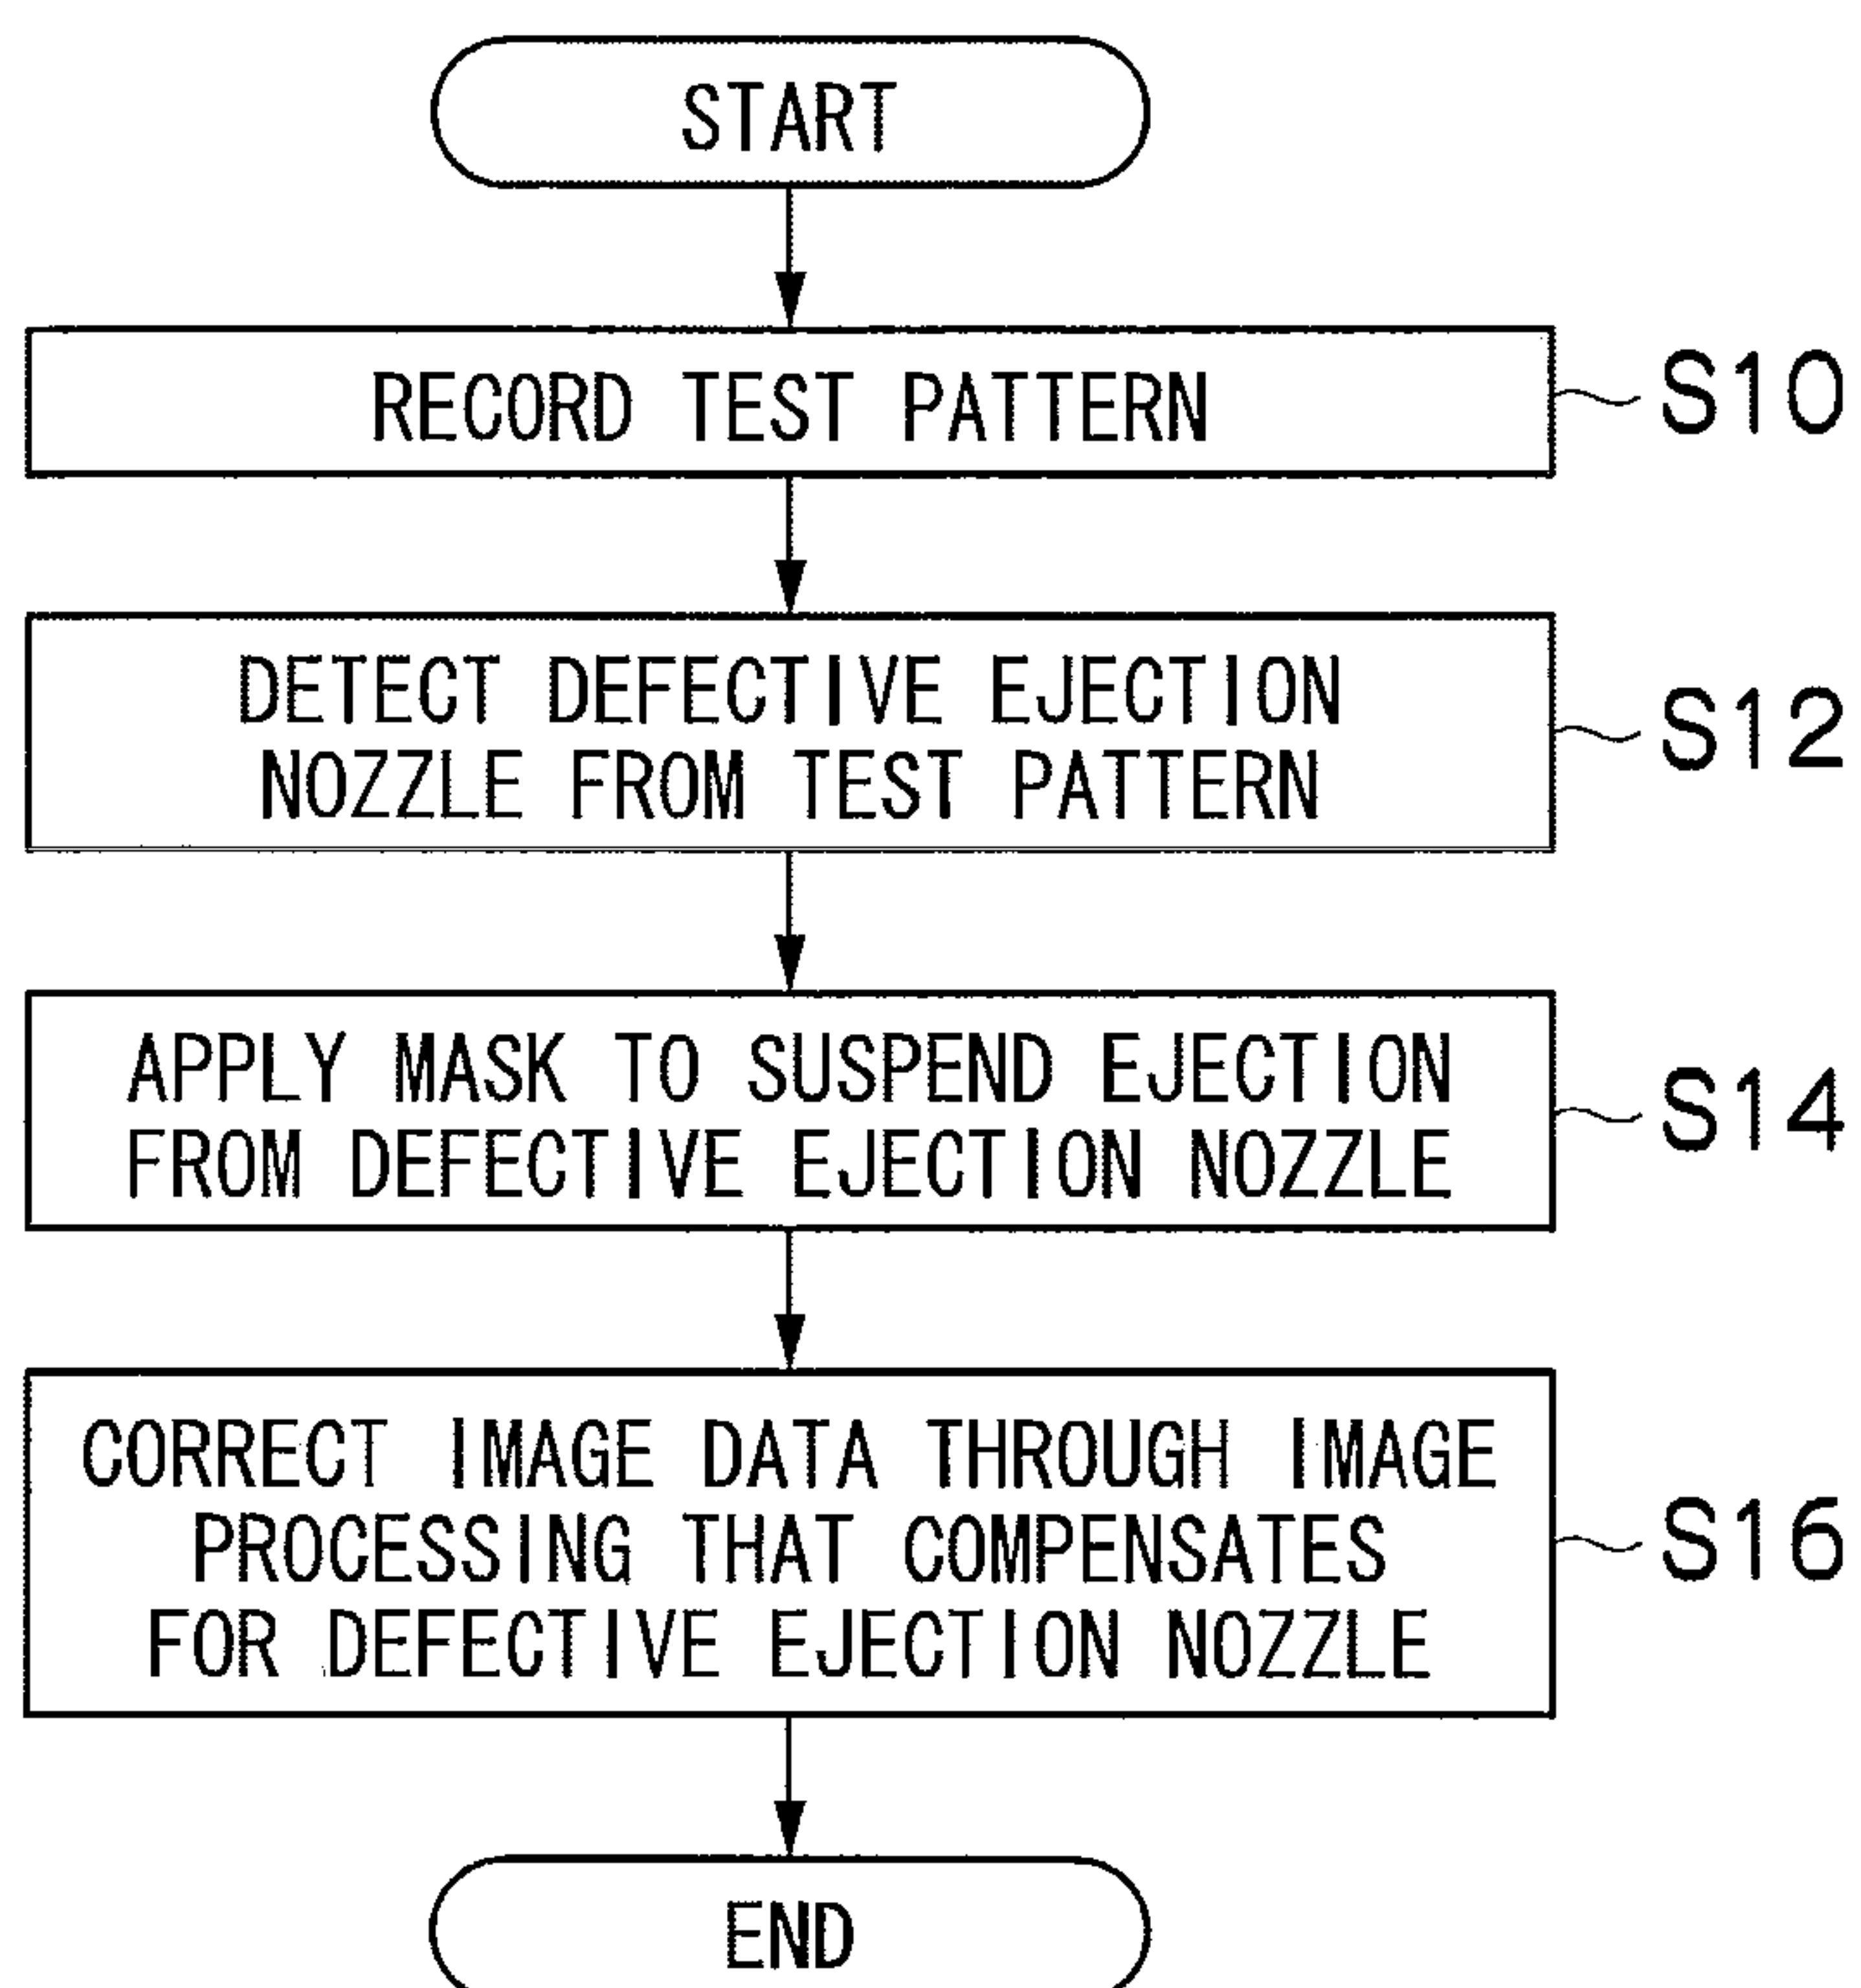 START
RECORD TEST PATTERN
S10
DETECT DEFECTIVE EJECTION
NOZZLE FROM TEST PATTERN
S12
APPLY MASK TO SUSPEND EJECTION
FROM DEFECTIVE EJECTION NOZZLE
S14
CORRECT IMAGE DATA THROUGH IMAGE
PROCESSING THAT COMPENSATES
FOR DEFECTIVE EJECTION NOZZLE
S16
END